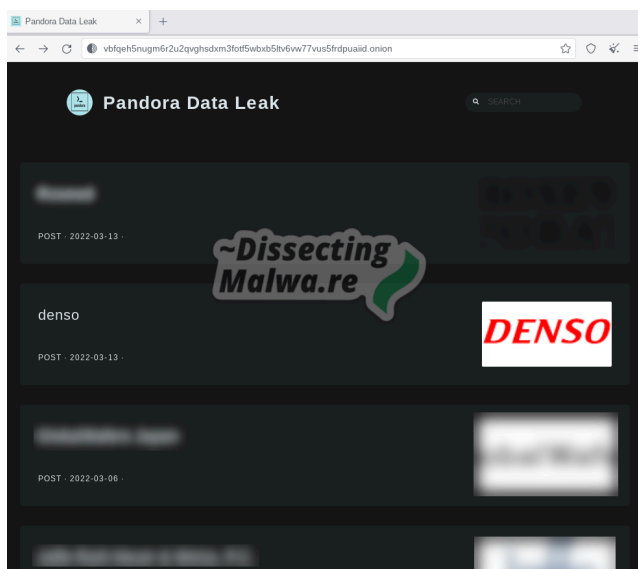 Pandora Data Leak
vbfqeh5nugm6r2u2qvghsdxm3fotf5wbxb5ltv6vw77vus5frdpuaiid.onion
pandora
Pandora Data Leak
SEARCH
POST · 2022-03-13 ·
~Dissecting
Malwa.re
denso
DENSO
POST · 2022-03-13 ·
POST · 2022-03-06 ·